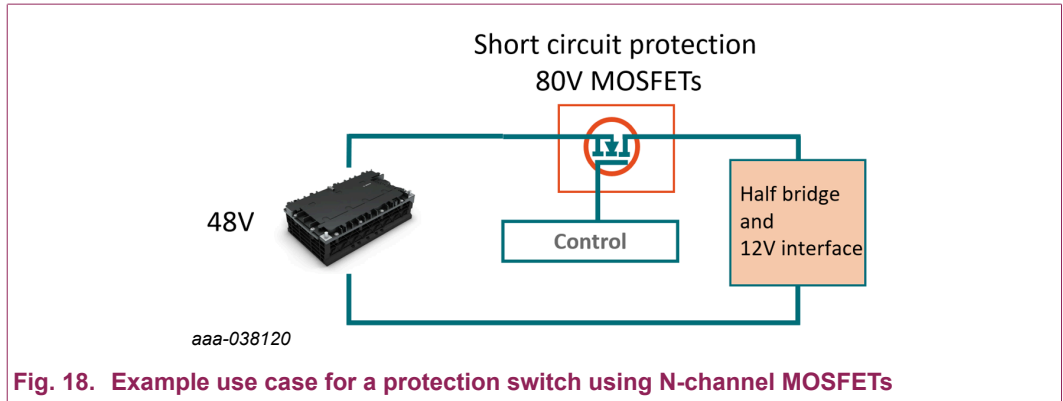 Short circuit protection
80V MOSFETs
48V
Control
Half bridge
and
12V interface
aaa-038120
Fig. 18. Example use case for a protection switch using N-channel MOSFETs